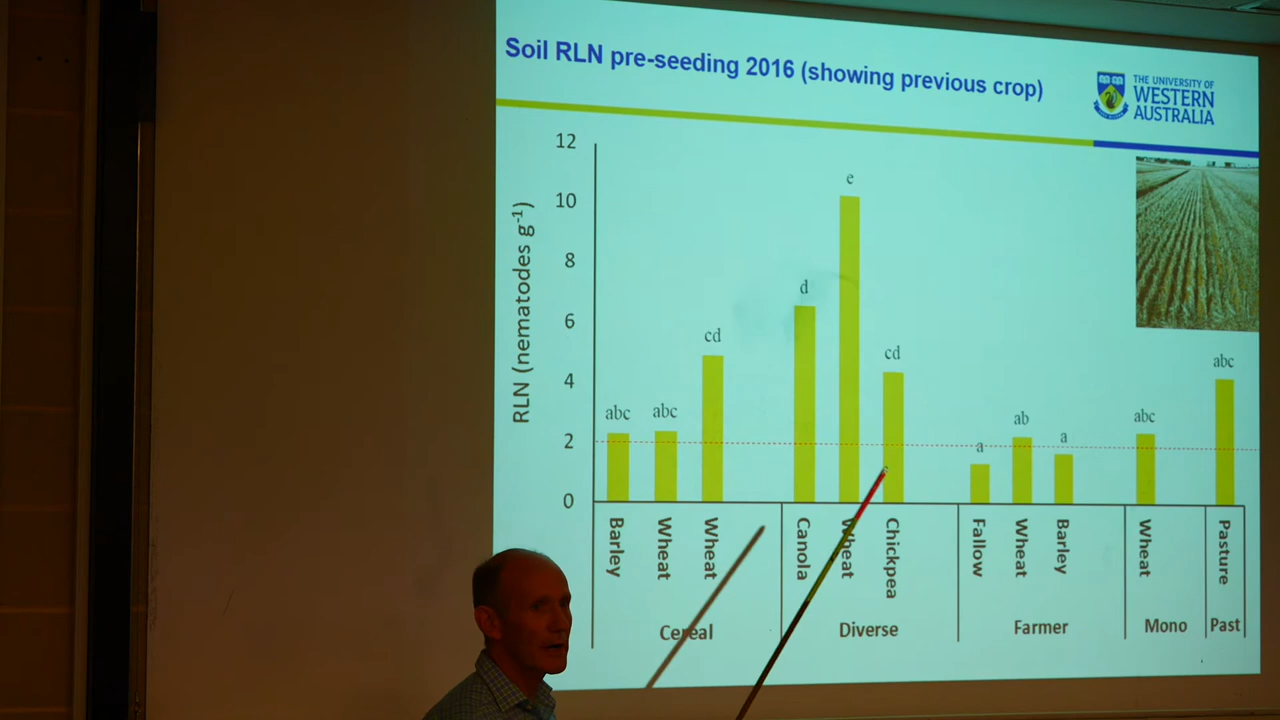 Soil RLN pre-seeding 2016 (showing previous crop)
THE UNIVERSITY OF
WESTERN
AUSTRALIA
RLN (nematodes g-1)
12
10
8
6
4
2
0
abc
abc
cd
d
e
cd
a
ab
a
abc
abc
Barley
Wheat
Wheat
Canola
Wheat
Chickpea
Fallow
Wheat
Barley
Wheat
Pasture
Cereal
Diverse
Farmer
Mono
Past